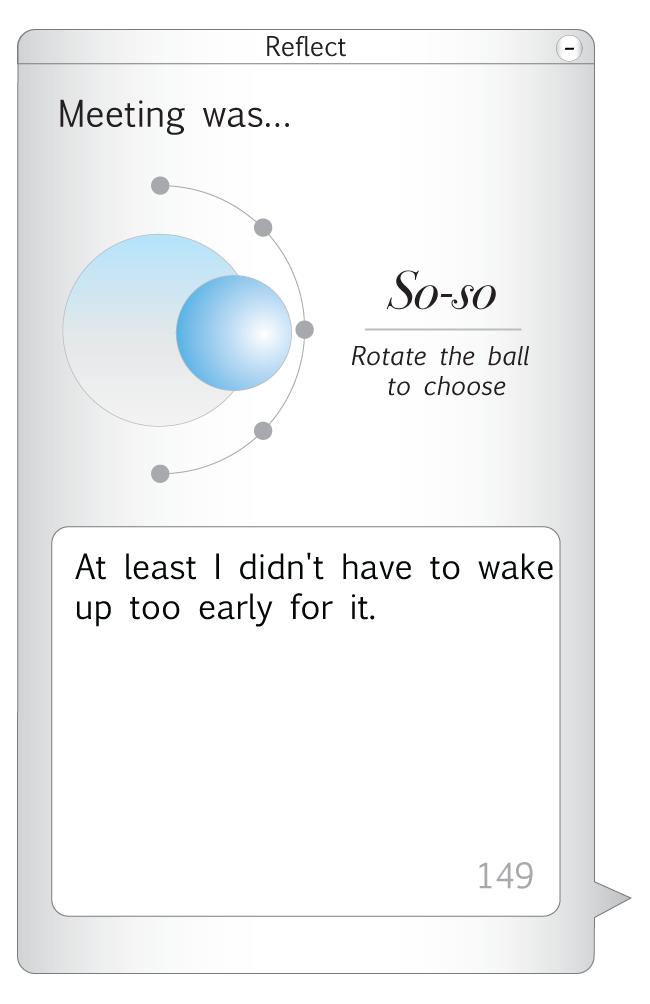 Reflect
-
Meeting was...
So-so
Rotate the ball
to choose
At least I didn't have to wake
up too early for it.
149